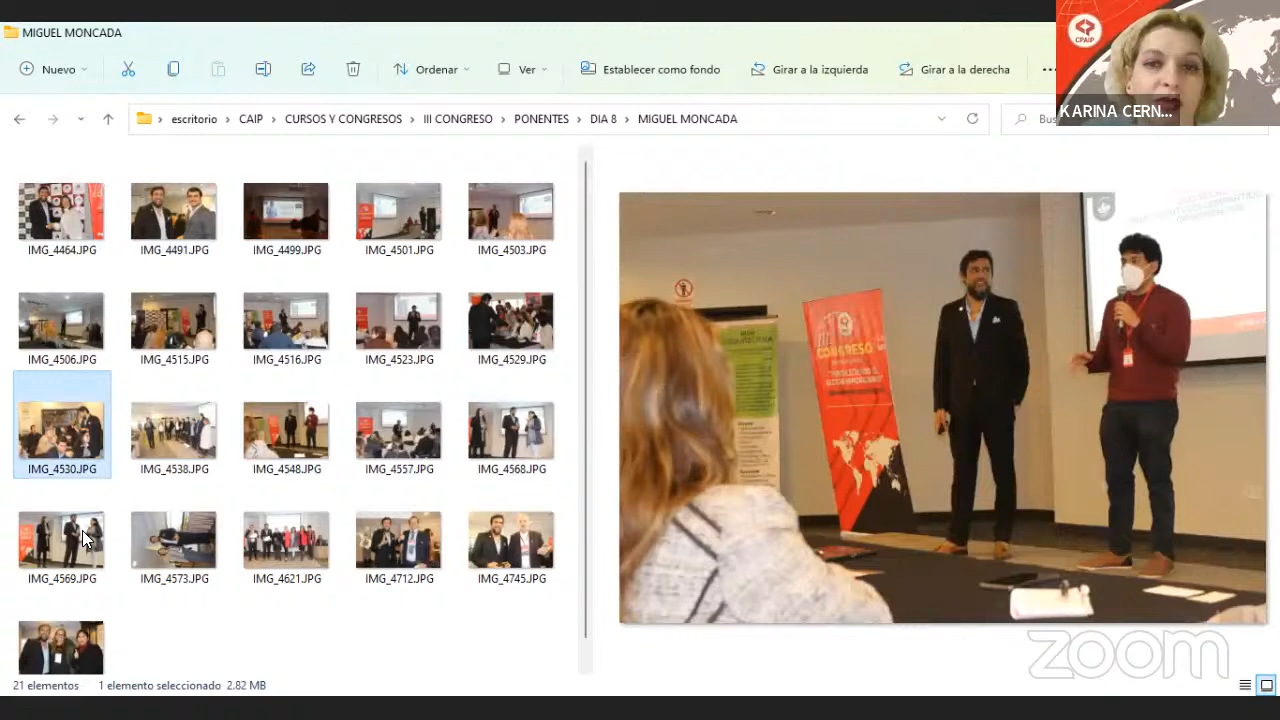 MIGUEL MONCADA
Nuevo
Ordenar
Ver
Establecer como fondo
Girar a la izquierda
Girar a la derecha
escritorio
CAIP
CURSOS Y CONGRESOS
III CONGRESO
PONENTES
DIA 8
MIGUEL MONCADA
CPAIP
KARINA CERN...
IMG_4464.JPG
IMG_4491.JPG
IMG_4499.JPG
IMG_4501.JPG
IMG_4503.JPG
IMG_4506.JPG
IMG_4515.JPG
IMG_4516.JPG
IMG_4523.JPG
IMG_4529.JPG
IMG_4530.JPG
IMG_4538.JPG
IMG_4548.JPG
IMG_4557.JPG
IMG_4568.JPG
IMG_4569.JPG
IMG_4573.JPG
IMG_4621.JPG
IMG_4712.JPG
IMG_4745.JPG
III
CONGRESO
zoom
21 elementos
1 elemento seleccionado 2.82 MB